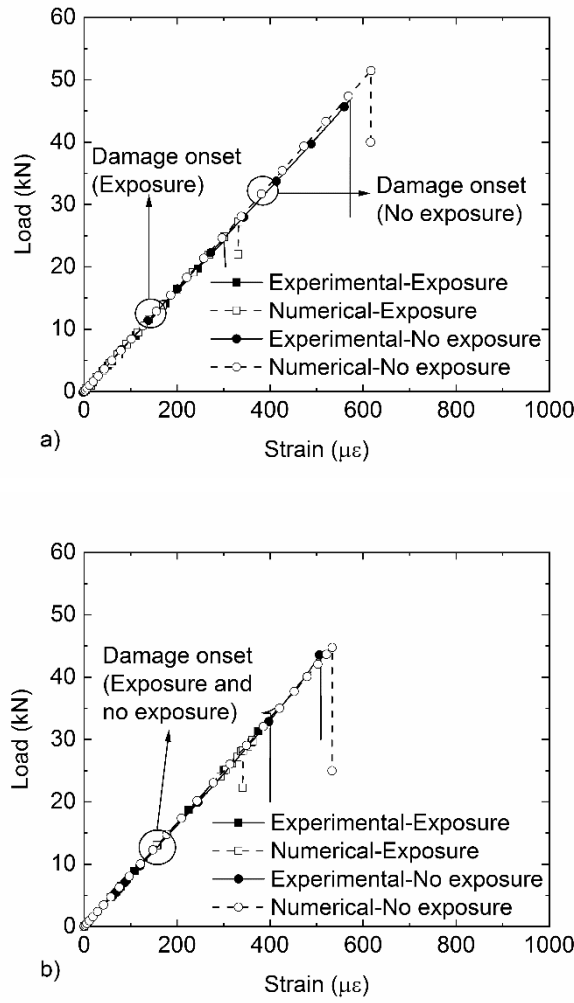 60
50
40
30
20
10
0
Load (kN)
Damage onset
(Exposure)
Damage onset
(No exposure)
Experimental-Exposure
Numerical-Exposure
Experimental-No exposure
Numerical-No exposure
0 200 400 600 800 1000
a)
Strain (με)
60
50
40
30
20
10
0
Load (kN)
Damage onset
(Exposure and
no exposure)
Experimental-Exposure
Numerical-Exposure
Experimental-No exposure
Numerical-No exposure
0 200 400 600 800 1000
b)
Strain (με)